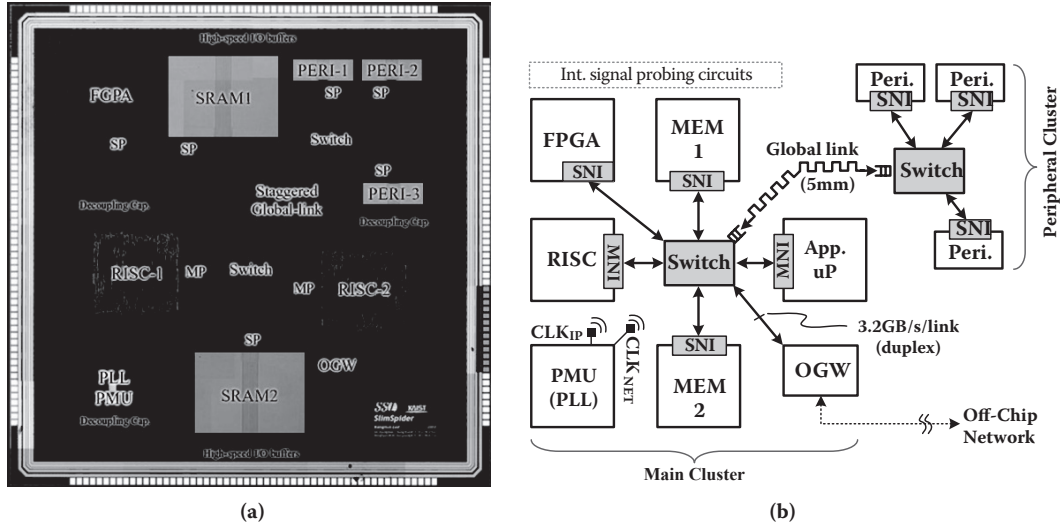 High-speed I/O buffers
PERI-1
PERI-2
FGPA
SRAM1
SP
SP
SP
SP
Switch
SP
Staggered
Global-link
PERI-3
Decoupling Cap.
Decoupling Cap.
RISC-1
MP
Switch
MP
RISC-2
SP
OGW
PLL
PMU
SRAM2
Decoupling Cap.
KAIST
SlimSpider
High-speed I/O buffers
(a)
Int. signal probing circuits
Peri.
SNI
Peri.
SNI
FPGA
SNI
MEM
1
SNI
Global link
(5mm)
Switch
SNI
Peri.
Peripheral Cluster
RISC
MNI
Switch
MNI
App.
uP
CLKIP
CLK NET
3.2GB/s/link
(duplex)
PMU
(PLL)
SNI
MEM
2
OGW
Off-Chip
Network
Main Cluster
(b)